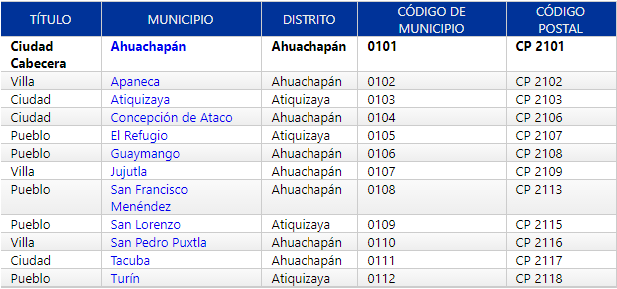 TÍTULO MUNICIPIO DISTRITO CÓDIGO DE MUNICIPIO CÓDIGO POSTAL
Ciudad Cabecera Ahuachapán Ahuachapán 0101 CP 2101
Villa Apaneca Ahuachapán 0102 CP 2102
Ciudad Atiquizaya Atiquizaya 0103 CP 2103
Ciudad Concepción de Ataco Ahuachapán 0104 CP 2106
Pueblo El Refugio Atiquizaya 0105 CP 2107
Pueblo Guaymango Ahuachapán 0106 CP 2108
Villa Jujutla Ahuachapán 0107 CP 2109
Pueblo San Francisco Menéndez Ahuachapán 0108 CP 2113
Pueblo San Lorenzo Atiquizaya 0109 CP 2115
Villa San Pedro Puxtla Ahuachapán 0110 CP 2116
Ciudad Tacuba Ahuachapán 0111 CP 2117
Pueblo Turín Atiquizaya 0112 CP 2118